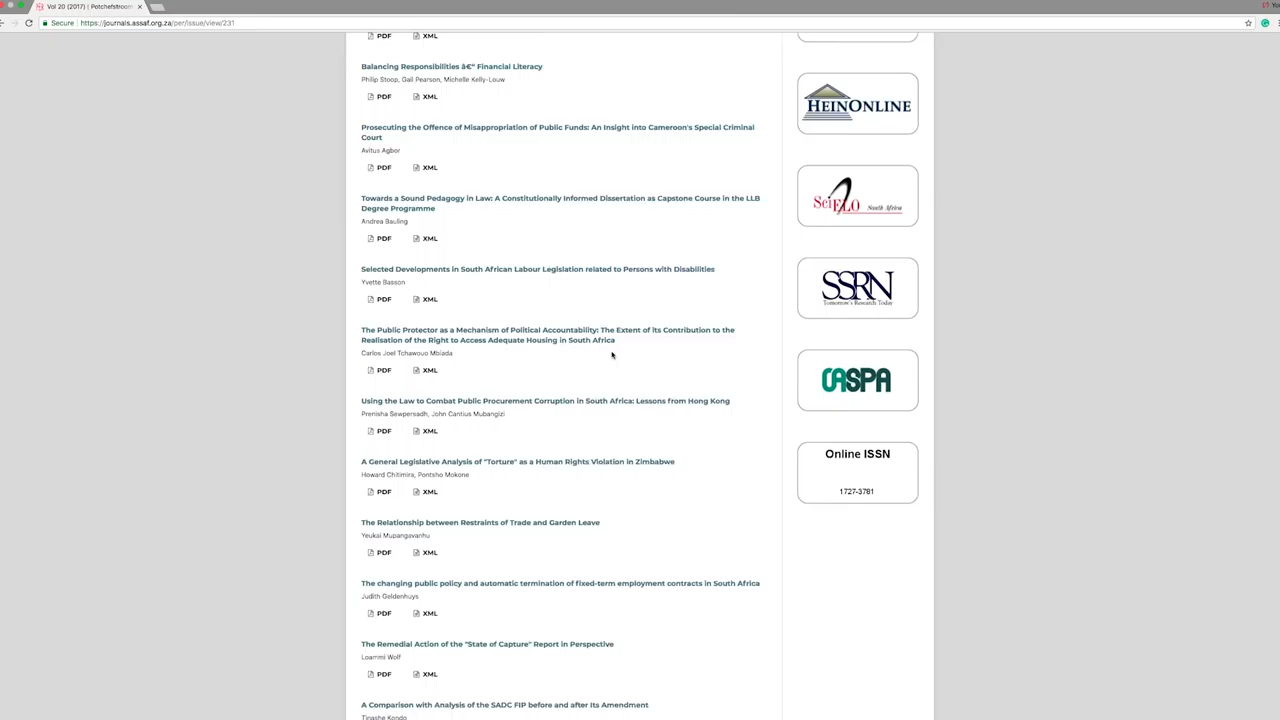 Vol 20 (2017) | Potchefstroom
Secure | https://journals.assaf.org.za/per/issue/view/231
PDF XML
Balancing Responsibilities â€“ Financial Literacy
Philip Stoop, Gail Pearson, Michelle Kelly-Louw
PDF XML
Prosecuting the Offence of Misappropriation of Public Funds: An Insight into Cameroon's Special Criminal
Court
Avitus Agbor
PDF XML
Towards a Sound Pedagogy in Law: A Constitutionally Informed Dissertation as Capstone Course in the LLB
Degree Programme
Andrea Bauling
PDF XML
Selected Developments in South African Labour Legislation related to Persons with Disabilities
Yvette Basson
PDF XML
The Public Protector as a Mechanism of Political Accountability: The Extent of its Contribution to the
Realisation of the Right to Access Adequate Housing in South Africa
Carlos Joel Tchawouo Mbiada
PDF XML
Using the Law to Combat Public Procurement Corruption in South Africa: Lessons from Hong Kong
Prenisha Sewpersadh, John Cantius Mubangizi
PDF XML
A General Legislative Analysis of "Torture" as a Human Rights Violation in Zimbabwe
Howard Chitimira, Pontsho Mokone
PDF XML
The Relationship between Restraints of Trade and Garden Leave
Yeukai Mupangavanhu
PDF XML
The changing public policy and automatic termination of fixed-term employment contracts in South Africa
Judith Geldenhuys
PDF XML
The Remedial Action of the "State of Capture" Report in Perspective
Loammi Wolf
PDF XML
A Comparison with Analysis of the SADC FIP before and after Its Amendment
Tinashe Kondo
HEINONLINE
SciELO South Africa
SSRN
Tomorrow's Research Today
OASPA
Online ISSN
1727-3781